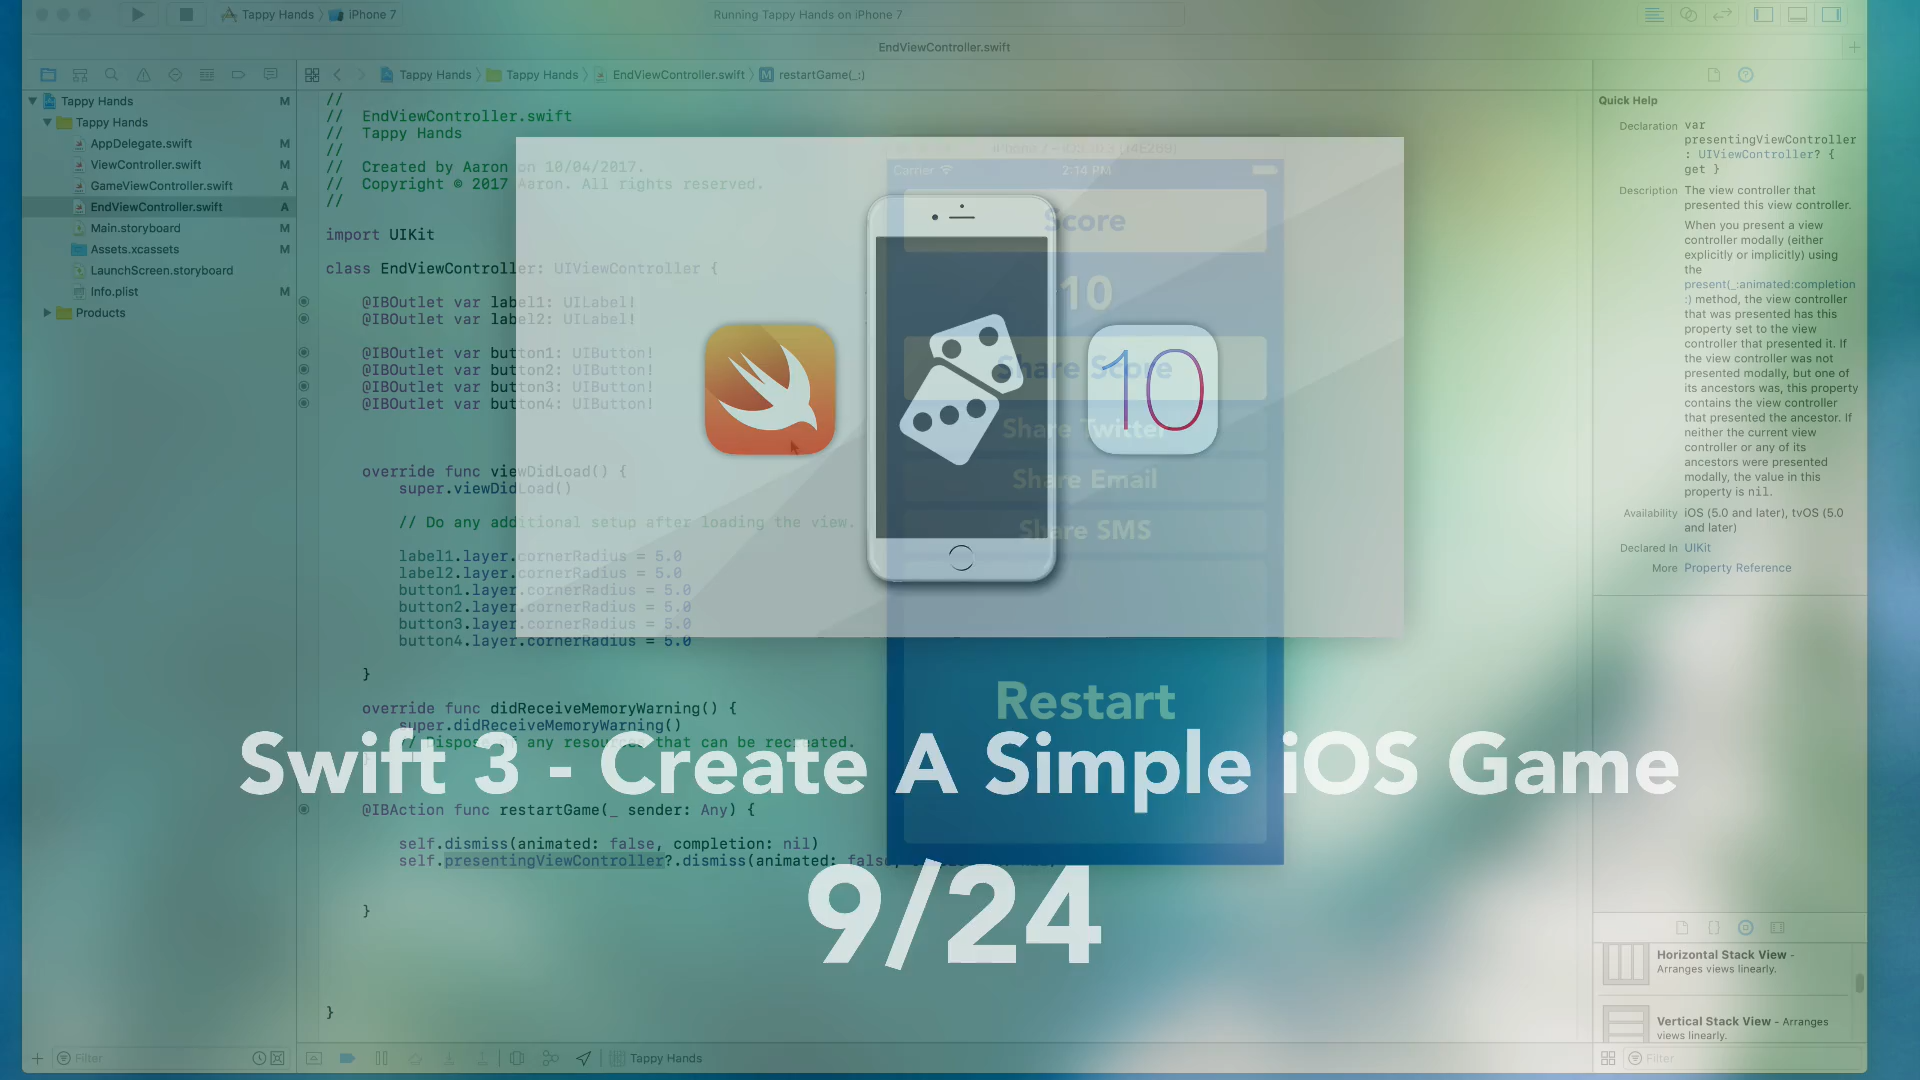 Tappy Hands
iPhone 7
Running Tappy Hands on iPhone 7
EndViewController.swift
Tappy Hands
Tappy Hands
EndViewController.swift
M
restartGame(_:)
Tappy Hands
M
Tappy Hands
AppDelegate.swift
M
ViewController.swift
M
GameViewController.swift
A
EndViewController.swift
A
Main.storyboard
M
Assets.xcassets
M
LaunchScreen.storyboard
Info.plist
M
Products
//
// EndViewController.swift
// Tappy Hands
//
// Created by Aaron on 10/04/2017.
// Copyright © 2017 Aaron. All rights reserved.
//
import UIKit
class EndViewController: UIViewController {
@IBOutlet var label1: UILabel!
@IBOutlet var label2: UILabel!
@IBOutlet var button1: UIButton!
@IBOutlet var button2: UIButton!
@IBOutlet var button3: UIButton!
@IBOutlet var button4: UIButton!
override func viewDidLoad() {
super.viewDidLoad()
// Do any additional setup after loading the view.
label1.layer.cornerRadius = 5.0
label2.layer.cornerRadius = 5.0
button1.layer.cornerRadius = 5.0
button2.layer.cornerRadius = 5.0
button3.layer.cornerRadius = 5.0
button4.layer.cornerRadius = 5.0
}
override func didReceiveMemoryWarning() {
super.didReceiveMemoryWarning()
// Dispose of any resources that can be recreated.
}
@IBAction func restartGame(_ sender: Any) {
self.dismiss(animated: false, completion: nil)
self.presentingViewController?.dismiss(animated: false,
}
}
Carrier
2:14 PM
Score
10
Share Score
Share Twitter
Share Email
Share SMS
Restart
10
Swift 3 - Create A Simple iOS Game
9/24
Quick Help
Declaration
var
presentingViewController
: UIViewController? {
get }
Description
The view controller that
presented this view controller.
When you present a view
controller modally (either
explicitly or implicitly) using
the
present(_:animated:completion
:) method, the view controller
that was presented has this
property set to the view
controller that presented it. If
the view controller was not
presented modally, but one of
its ancestors was, this property
contains the view controller
that presented the ancestor. If
neither the current view
controller or any of its
ancestors were presented
modally, the value in this
property is nil.
Availability
iOS (5.0 and later), tvOS (5.0
and later)
Declared In
UIKit
More
Property Reference
Horizontal Stack View -
Arranges views linearly.
Vertical Stack View - Arranges
views linearly.
Filter
Tappy Hands
Filter